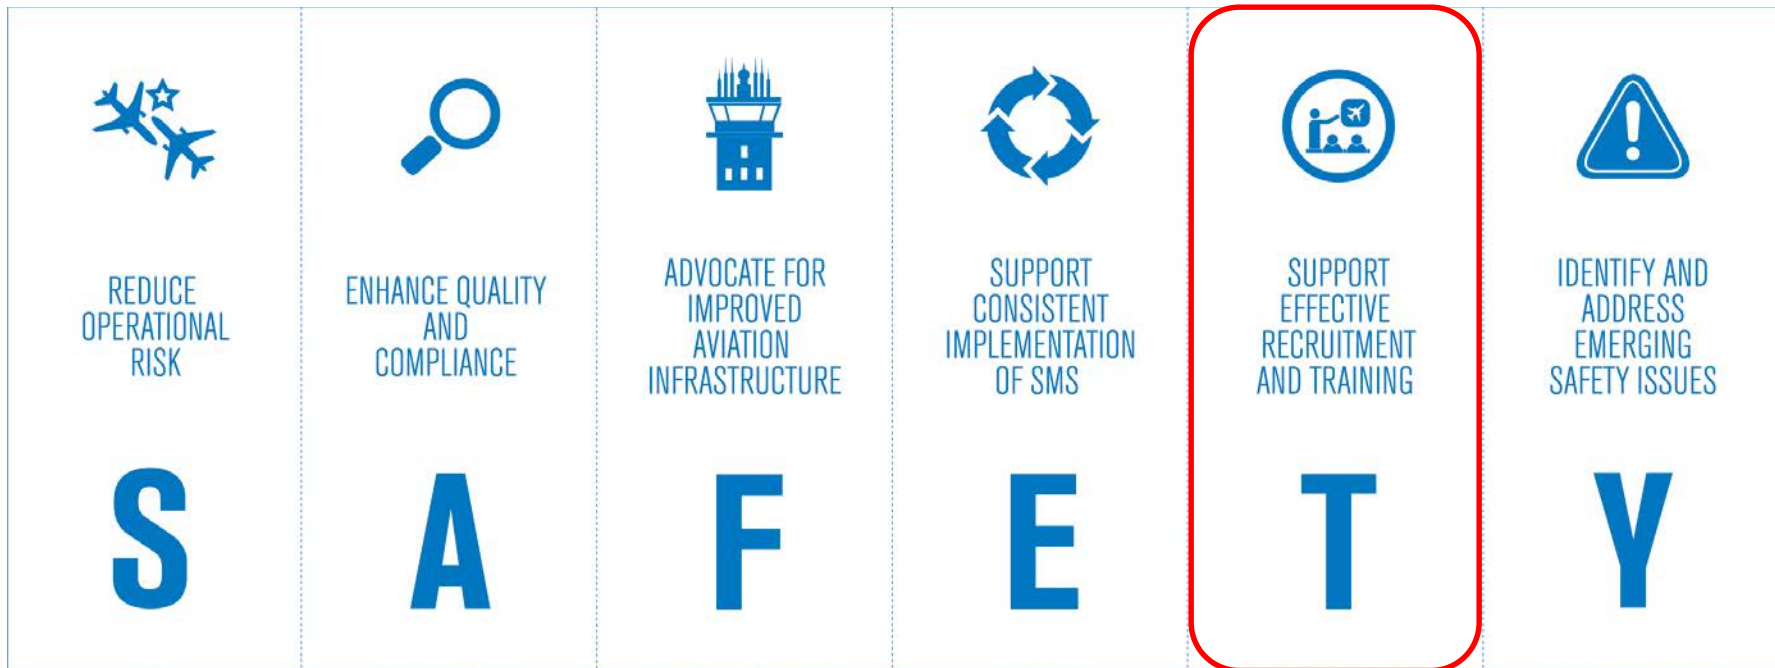 REDUCE
OPERATIONAL
RISK
ENHANCE QUALITY
AND
COMPLIANCE
ADVOCATE FOR
IMPROVED
AVIATION
INFRASTRUCTURE
SUPPORT
CONSISTENT
IMPLEMENTATION
OF SMS
SUPPORT
EFFECTIVE
RECRUITMENT
AND TRAINING
IDENTIFY AND
ADDRESS
EMERGING
SAFETY ISSUES
S A F E T Y